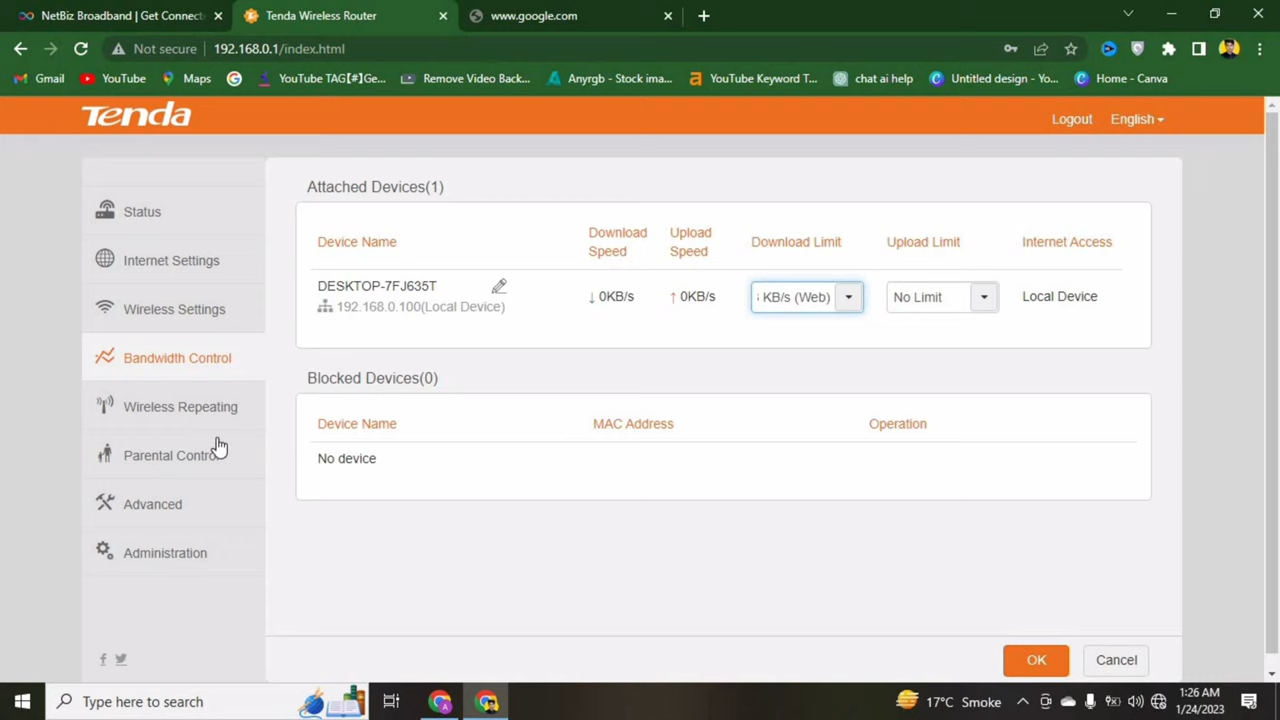 NetBiz Broadband | Get Connect
Tenda Wireless Router
www.google.com
Not secure
192.168.0.1/index.html
Gmail
YouTube
Maps
YouTube TAG【#】Ge...
Remove Video Back...
Anyrgb - Stock ima...
YouTube Keyword T...
chat ai help
Untitled design - Yo...
Home - Canva
Tenda
Logout
English
Status
Internet Settings
Wireless Settings
Bandwidth Control
Wireless Repeating
Parental Control
Advanced
Administration
Attached Devices(1)
Device Name
Download Speed
Upload Speed
Download Limit
Upload Limit
Internet Access
DESKTOP-7FJ635T
192.168.0.100(Local Device)
↓ 0KB/s
↑ 0KB/s
KB/s (Web)
No Limit
Local Device
Blocked Devices(0)
Device Name
MAC Address
Operation
No device
OK
Cancel
Type here to search
17°C Smoke
1:26 AM
1/24/2023